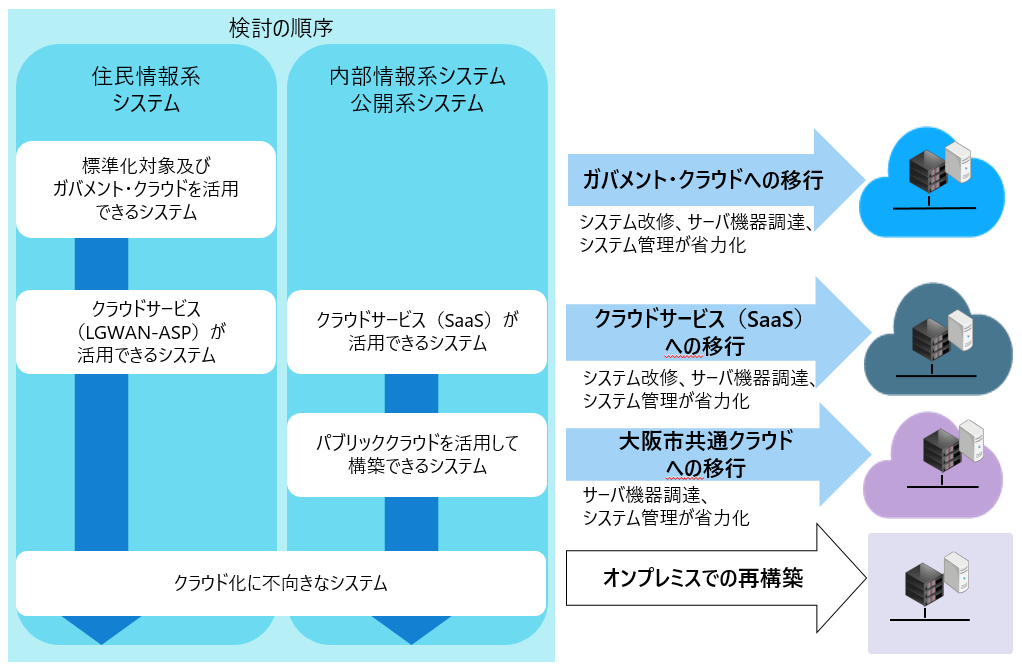 検討の順序
住民情報系
システム
内部情報系システム
公開系システム
標準化対象及び
ガバメント・クラウドを活用
できるシステム
ガバメント・クラウドへの移行
システム改修、サーバ機器調達、
システム管理が省力化
クラウドサービス
（LGWAN-ASP）が
活用できるシステム
クラウドサービス（SaaS）が
活用できるシステム
クラウドサービス（SaaS）
への移行
システム改修、サーバ機器調達、
システム管理が省力化
パブリッククラウドを活用して
構築できるシステム
大阪市共通クラウド
への移行
サーバ機器調達、
システム管理が省力化
クラウド化に不向きなシステム
オンプレミスでの再構築